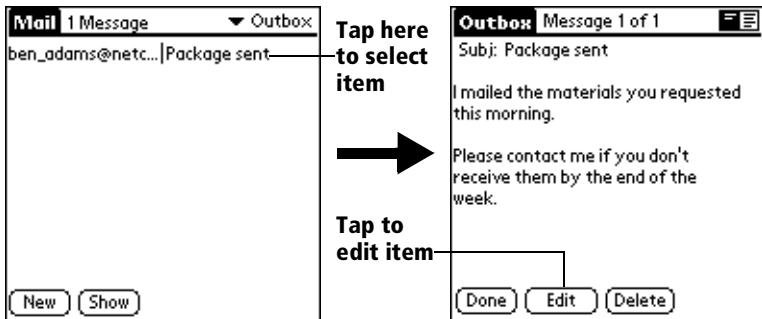 Mail 1 Message Outbox
ben_adams@netc... Package sent
New Show
Tap here
to select
item
Tap to
edit item
Outbox Message 1 of 1
Subj: Package sent
I mailed the materials you requested
this morning.
Please contact me if you don't
receive them by the end of the
week.
Done Edit Delete